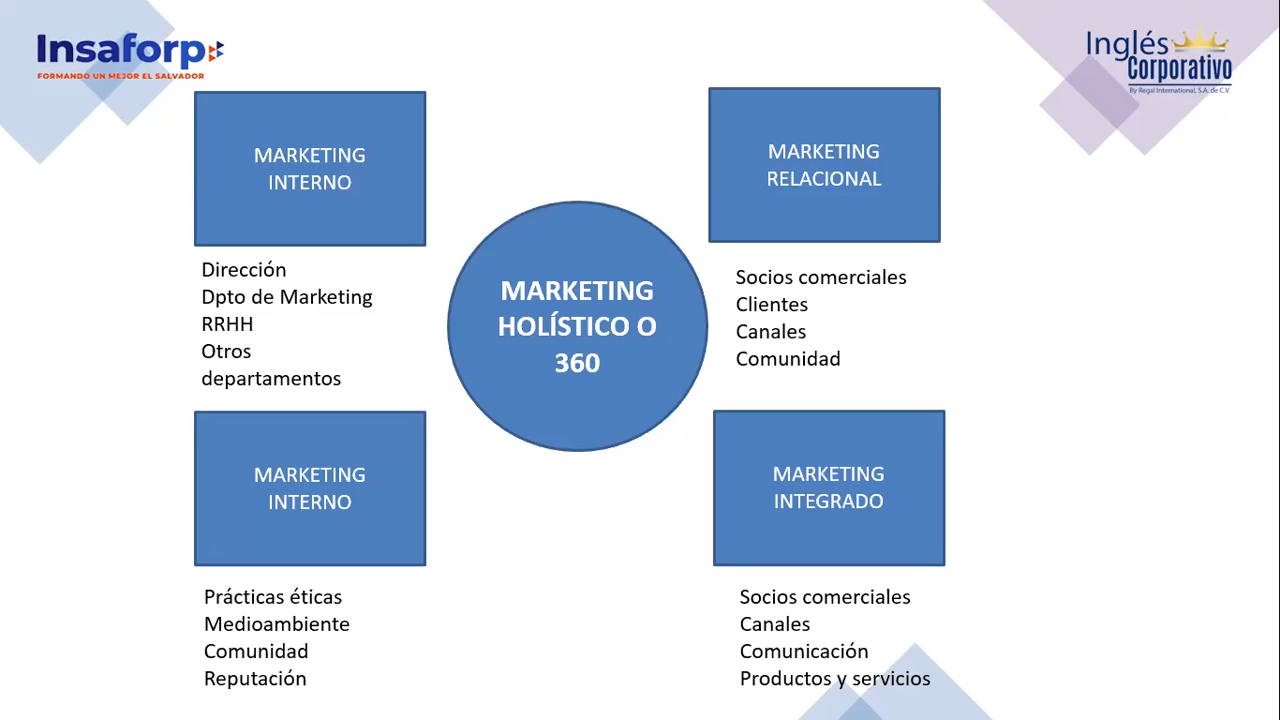 Insaforp
FORMANDO UN MEJOR EL SALVADOR
Inglés
Corporativo
By Regal International, S.A. de C.V.
MARKETING
INTERNO
Dirección
Dpto de Marketing
RRHH
Otros
departamentos
MARKETING
HOLÍSTICO O
360
MARKETING
RELACIONAL
Socios comerciales
Clientes
Canales
Comunidad
MARKETING
INTERNO
Prácticas éticas
Medioambiente
Comunidad
Reputación
MARKETING
INTEGRADO
Socios comerciales
Canales
Comunicación
Productos y servicios